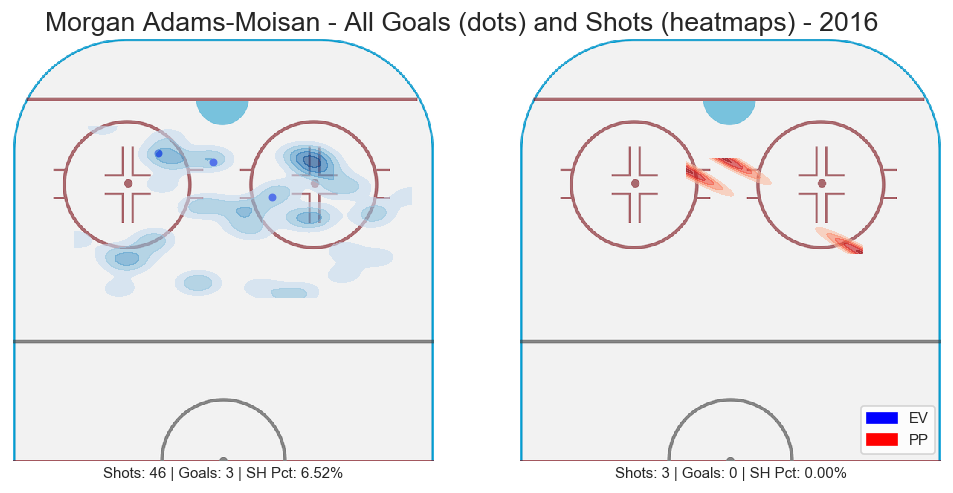 Morgan Adams-Moisan - All Goals (dots) and Shots (heatmaps) - 2016
EV
PP
Shots: 46 | Goals: 3 | SH Pct: 6.52%
Shots: 3 | Goals: 0 | SH Pct: 0.00%